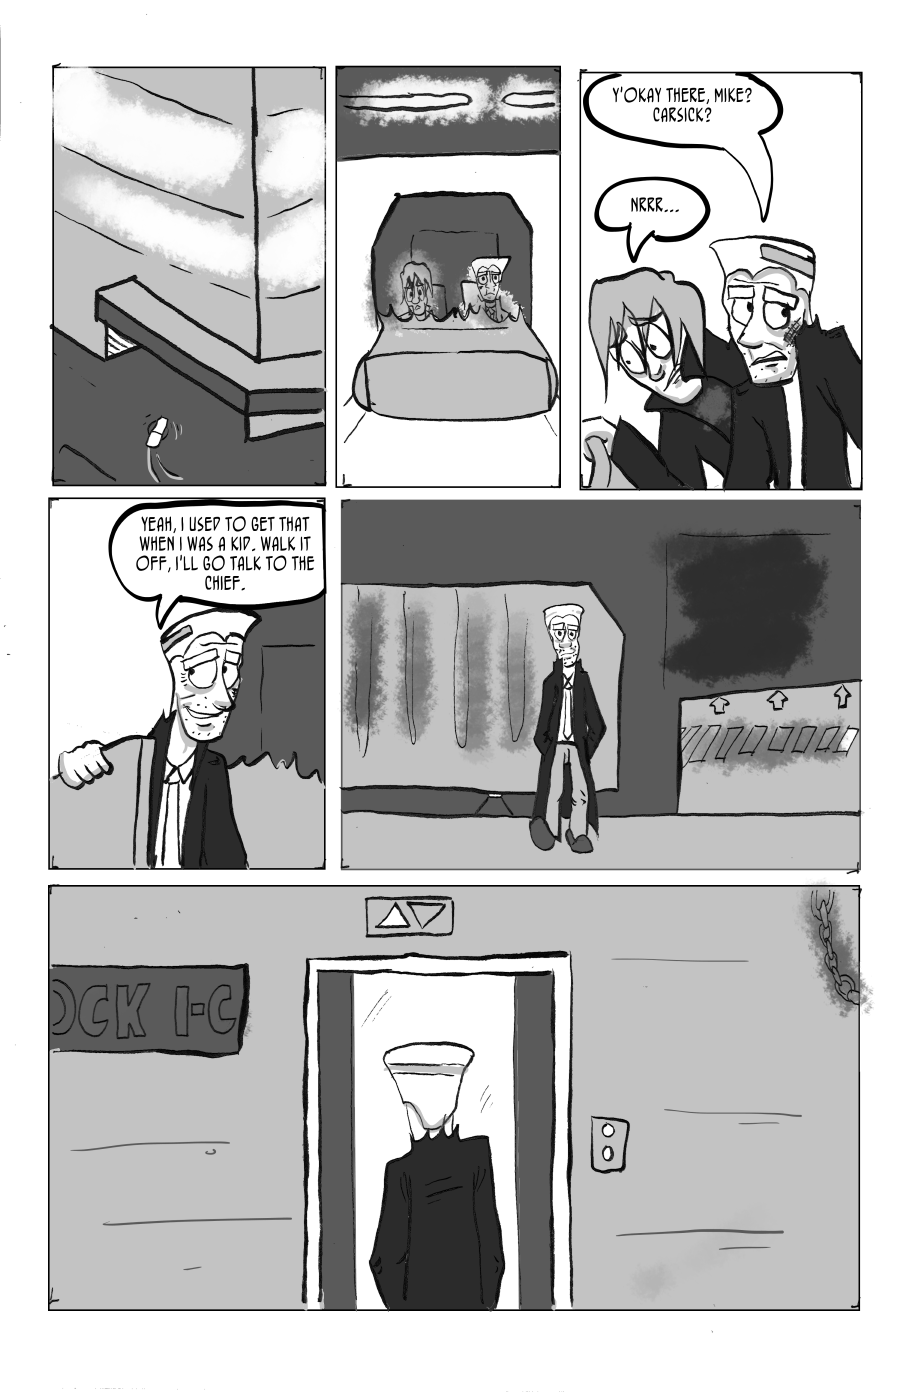 Y'OKAY THERE, MIKE?
CARSICK?
NRRR...
YEAH, I USED TO GET THAT
WHEN I WAS A KID. WALK IT
OFF, I'LL GO TALK TO THE
CHIEF.
OCK I-C